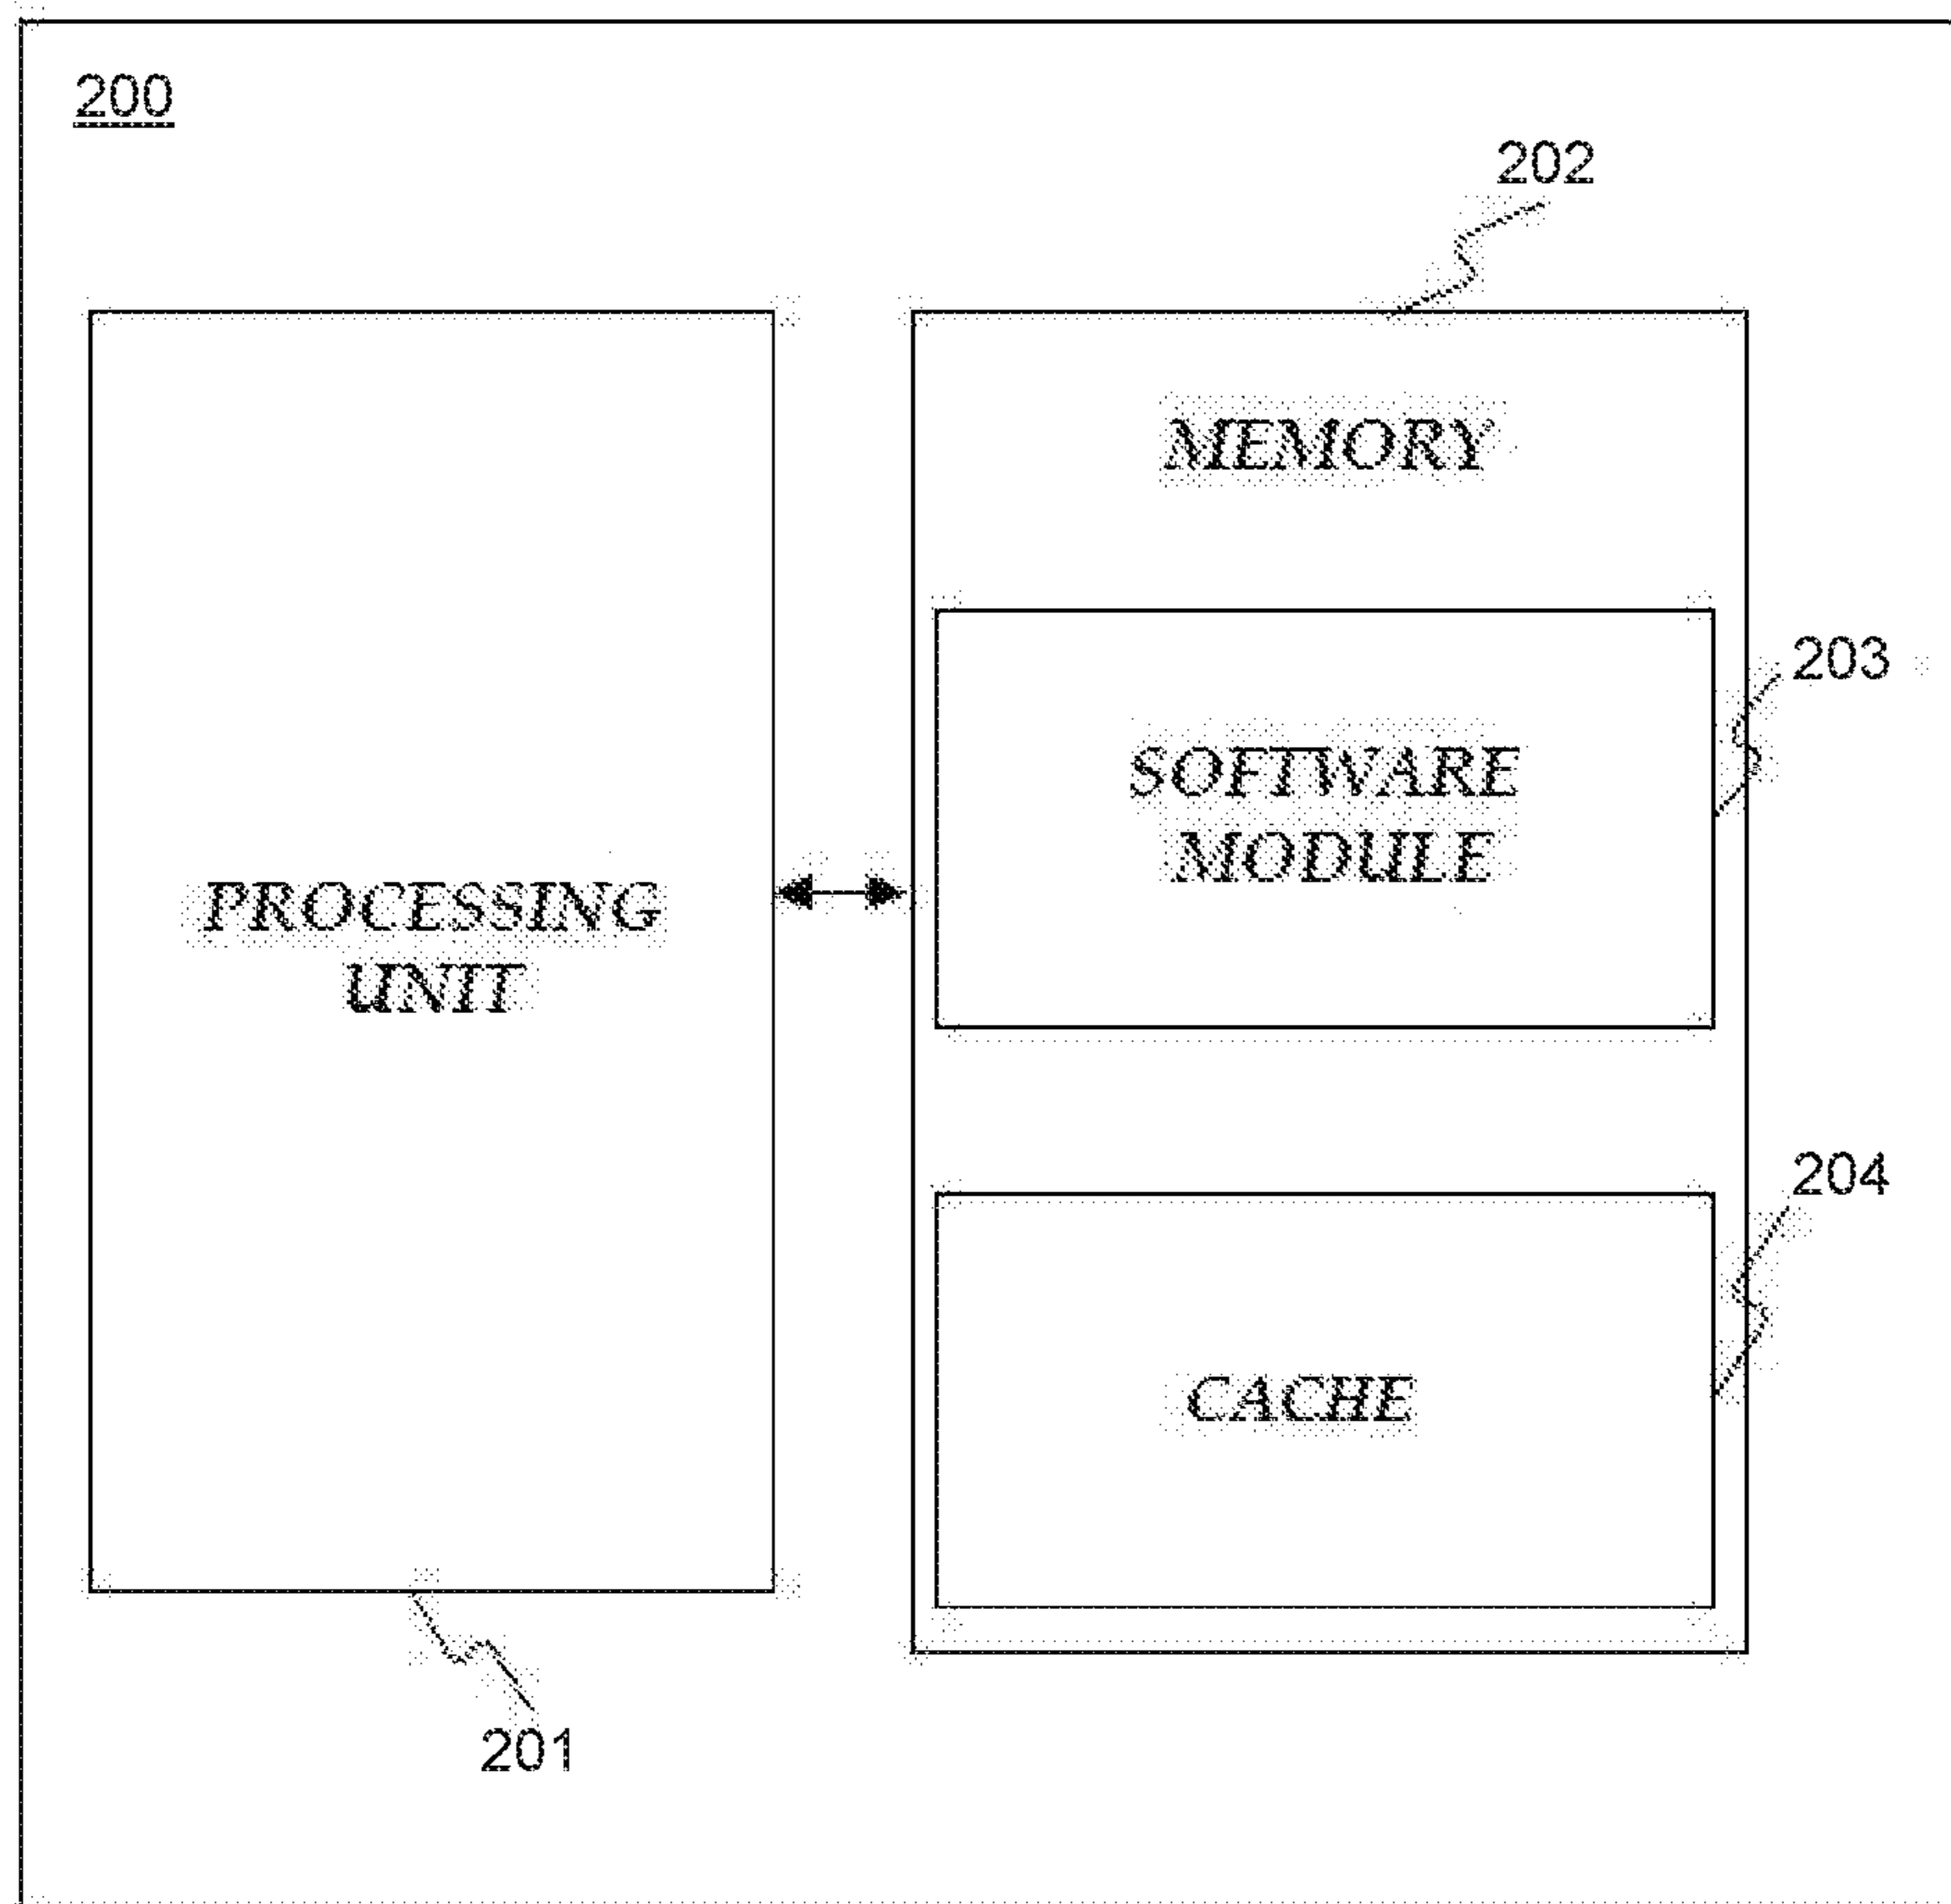 200
202
MEMORY
203
SOFTWARE
MODULE
PROCESSING
UNIT
204
CACHE
201